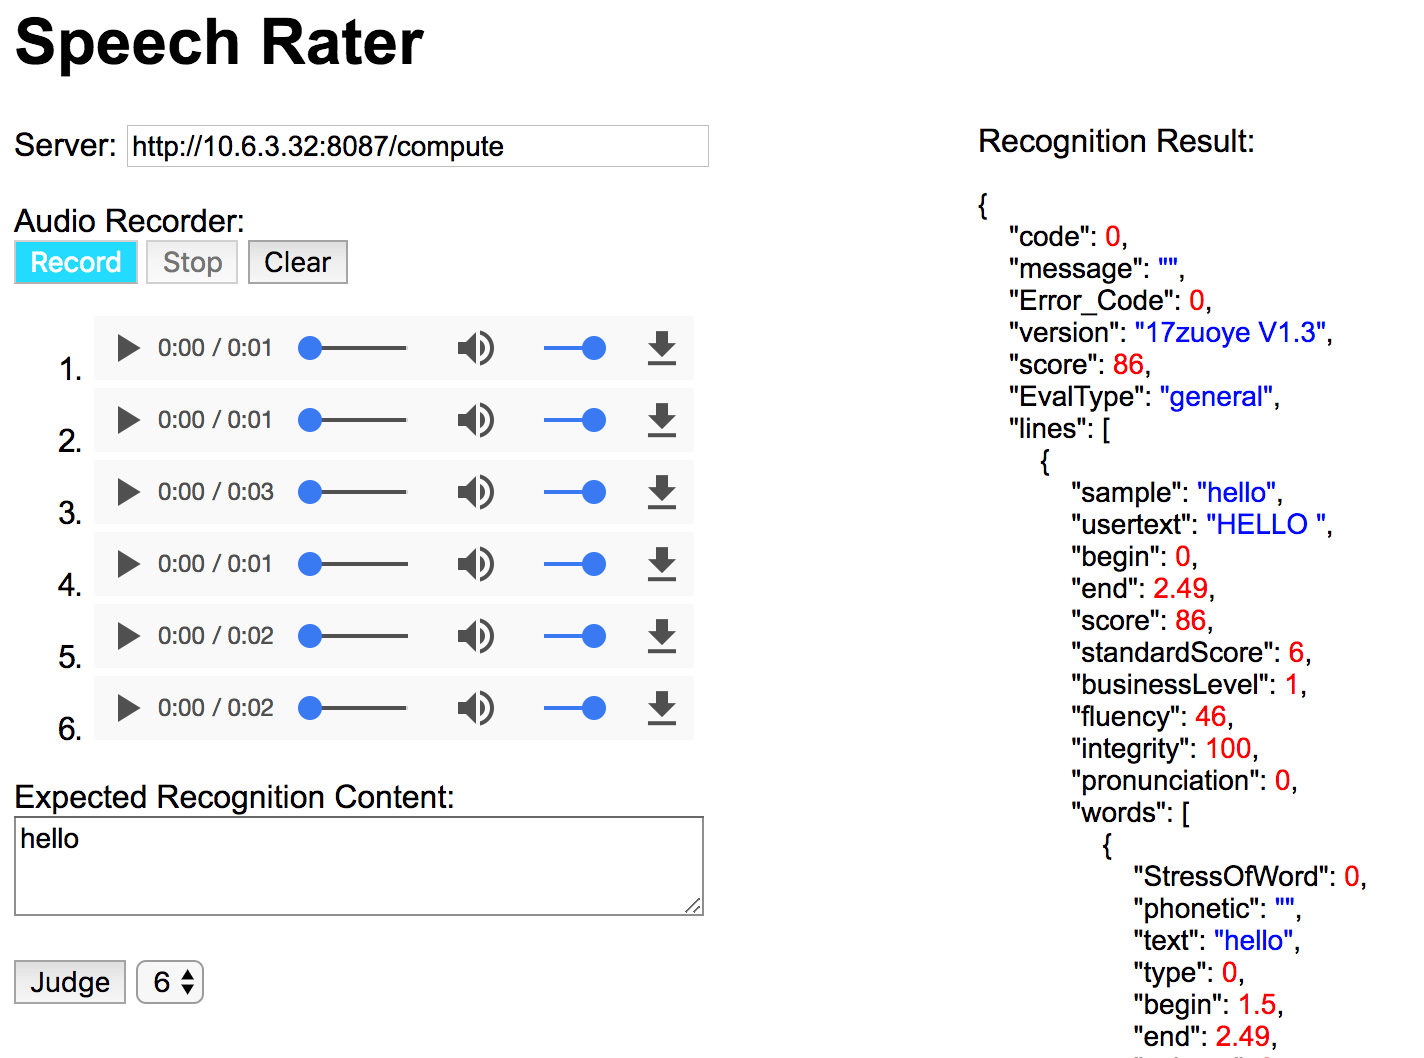 Speech Rater
Server: http://10.6.3.32:8087/compute
Audio Recorder:
Record Stop Clear
1. 0:00 / 0:01
2. 0:00 / 0:01
3. 0:00 / 0:03
4. 0:00 / 0:01
5. 0:00 / 0:02
6. 0:00 / 0:02
Expected Recognition Content:
hello
Judge 6
Recognition Result:
{
"code": 0,
"message": "",
"Error_Code": 0,
"version": "17zuoye V1.3",
"score": 86,
"EvalType": "general",
"lines": [
{
"sample": "hello",
"usertext": "HELLO ",
"begin": 0,
"end": 2.49,
"score": 86,
"standardScore": 6,
"businessLevel": 1,
"fluency": 46,
"integrity": 100,
"pronunciation": 0,
"words": [
{
"StressOfWord": 0,
"phonetic": "",
"text": "hello",
"type": 0,
"begin": 1.5,
"end": 2.49,